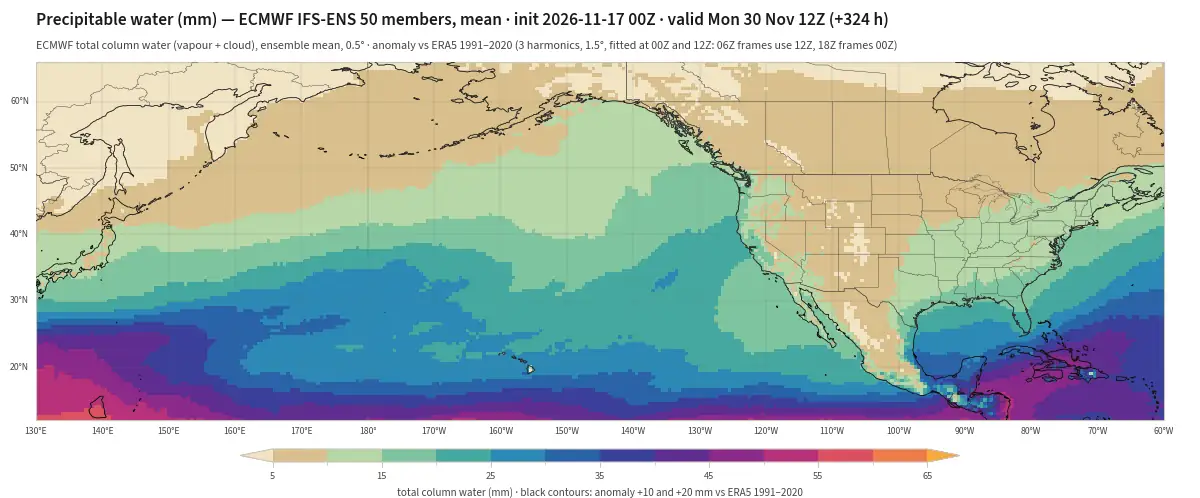 Precipitable water (mm) — ECMWF IFS-ENS 50 members, mean · init 2026-11-17 00Z · valid Mon 30 Nov 12Z (+324 h)
ECMWF total column water (vapour + cloud), ensemble mean, 0.5° · anomaly vs ERA5 1991–2020 (3 harmonics, 1.5°, fitted at 00Z and 12Z: 06Z frames use 12Z, 18Z frames 00Z)
60°N
50°N
40°N
30°N
20°N
130°E 140°E 150°E 160°E 170°E 180° 170°W 160°W 150°W 140°W 130°W 120°W 110°W 100°W 90°W 80°W 70°W 60°W
5 15 25 35 45 55 65
total column water (mm) · black contours: anomaly +10 and +20 mm vs ERA5 1991–2020